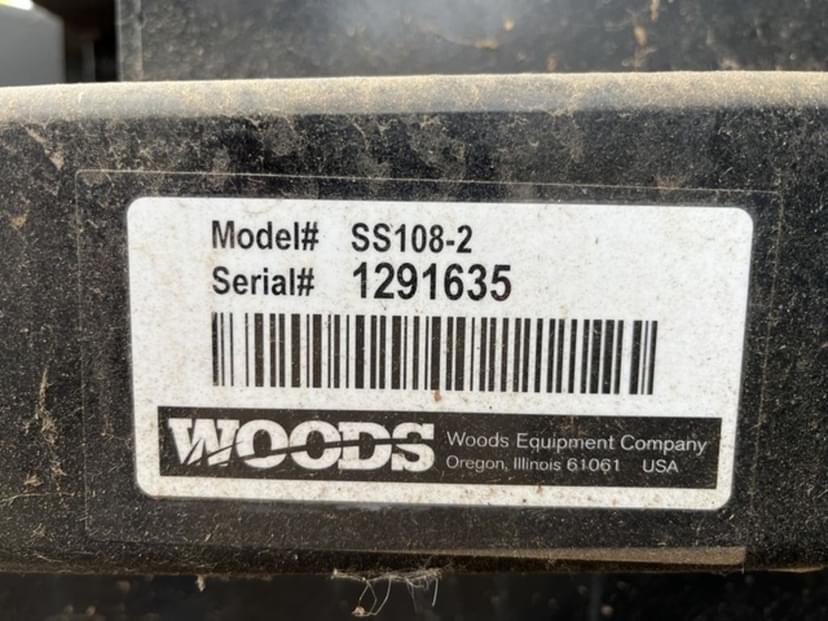 Model# SS108-2
Serial# 1291635
WOODS
Woods Equipment Company
Oregon, Illinois 61061 USA